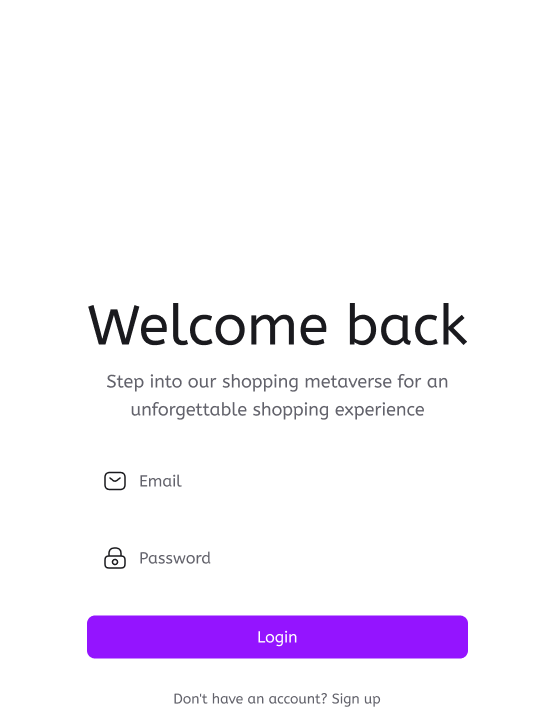 Welcome back
Step into our shopping metaverse for an
unforgettable shopping experience
Email
Password
Login
Don't have an account? Sign up